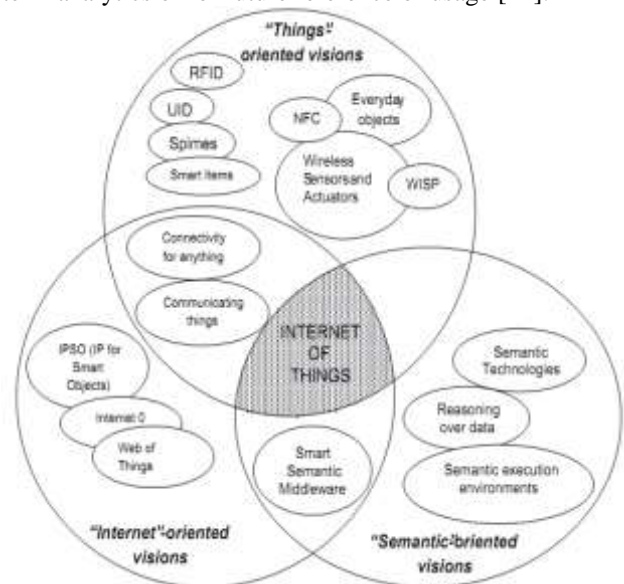 "Things"-
oriented visions
RFID
UID
Spimes
Smart Items
NFC
Everyday
objects
Wireless
Sensorsand
Actuators
WISP
Connectivity
for anything
Communicating
things
INTERNET
OF
THINGS
IPSO (IP for
Smart
Objects)
Internet 0
Web of
Things
Smart
Semantic
Middleware
Semantic
Technologies
Reasoning
over data
Semantic execution
environments
"Internet"-oriented
visions
"Semantic"-oriented
visions